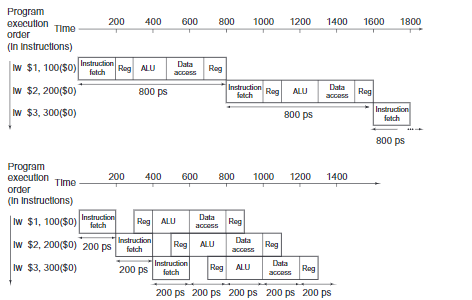 Program
execution Time
order
(in instructions)
200 400 600 800 1000 1200 1400 1600 1800
lw $1, 100($0) Instruction fetch Reg ALU Data access Reg
800 ps
lw $2, 200($0) Instruction fetch Reg ALU Data access Reg
800 ps
lw $3, 300($0) Instruction fetch
...
800 ps
Program
execution Time
order
(in instructions)
200 400 600 800 1000 1200 1400
lw $1, 100($0) Instruction fetch Reg ALU Data access Reg
lw $2, 200($0) 200 ps Instruction fetch Reg ALU Data access Reg
lw $3, 300($0) 200 ps Instruction fetch Reg ALU Data access Reg
200 ps 200 ps 200 ps 200 ps 200 ps